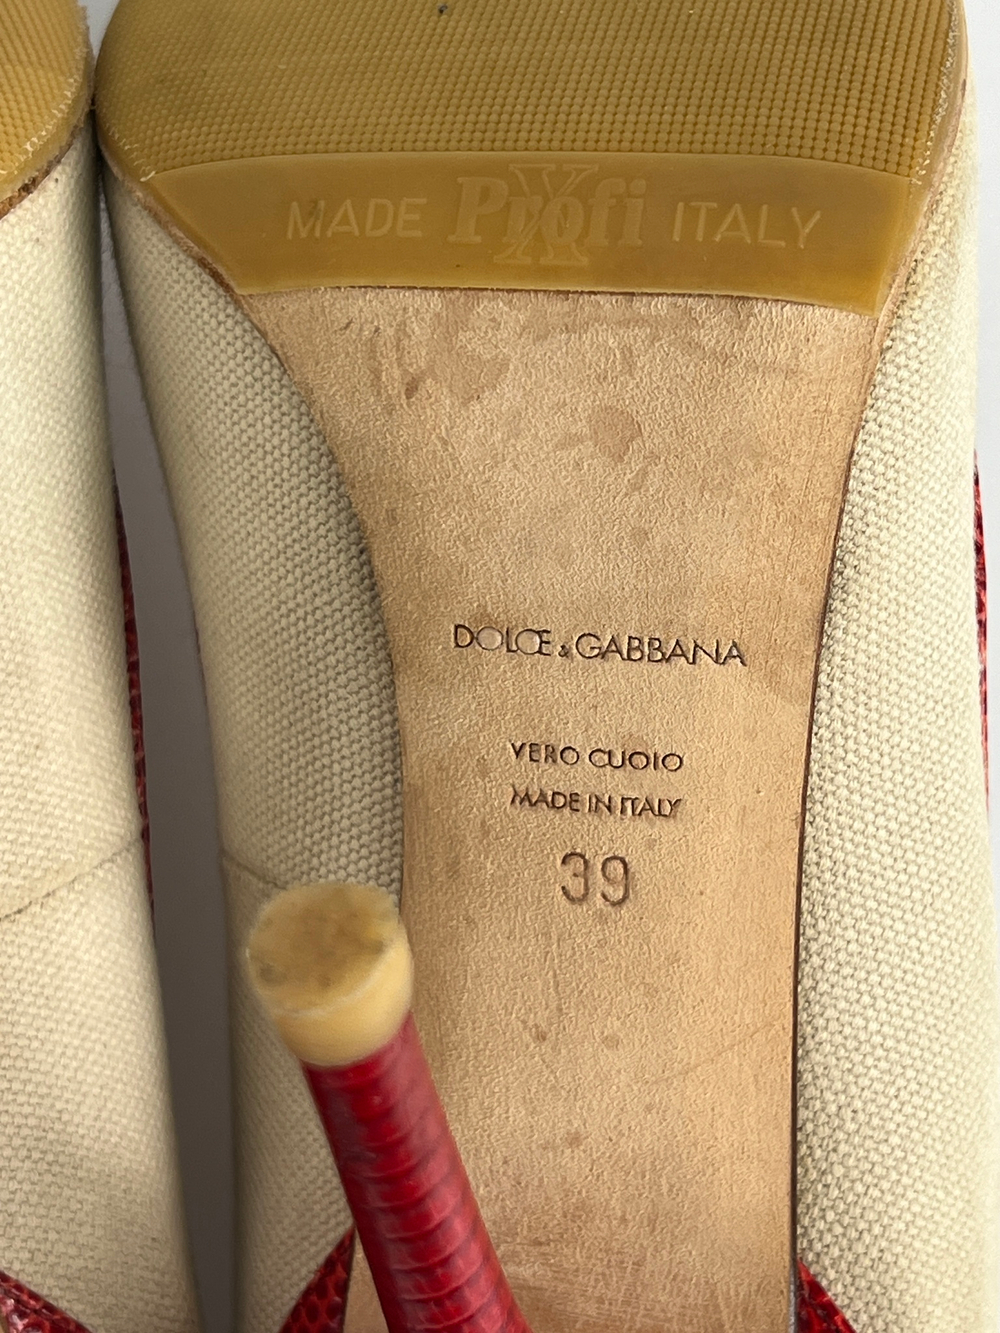 MADE Profi X ITALY
DOLCE & GABBANA
VERO CUOIO
MADE IN ITALY
39